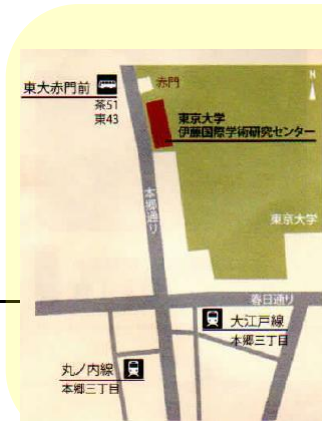 東大赤門前
茶51
東43
赤門
N
東京大学
伊藤国際学術研究センター
本郷通り
東京大学
春日通り
大江戸線
本郷三丁目
丸ノ内線
本郷三丁目